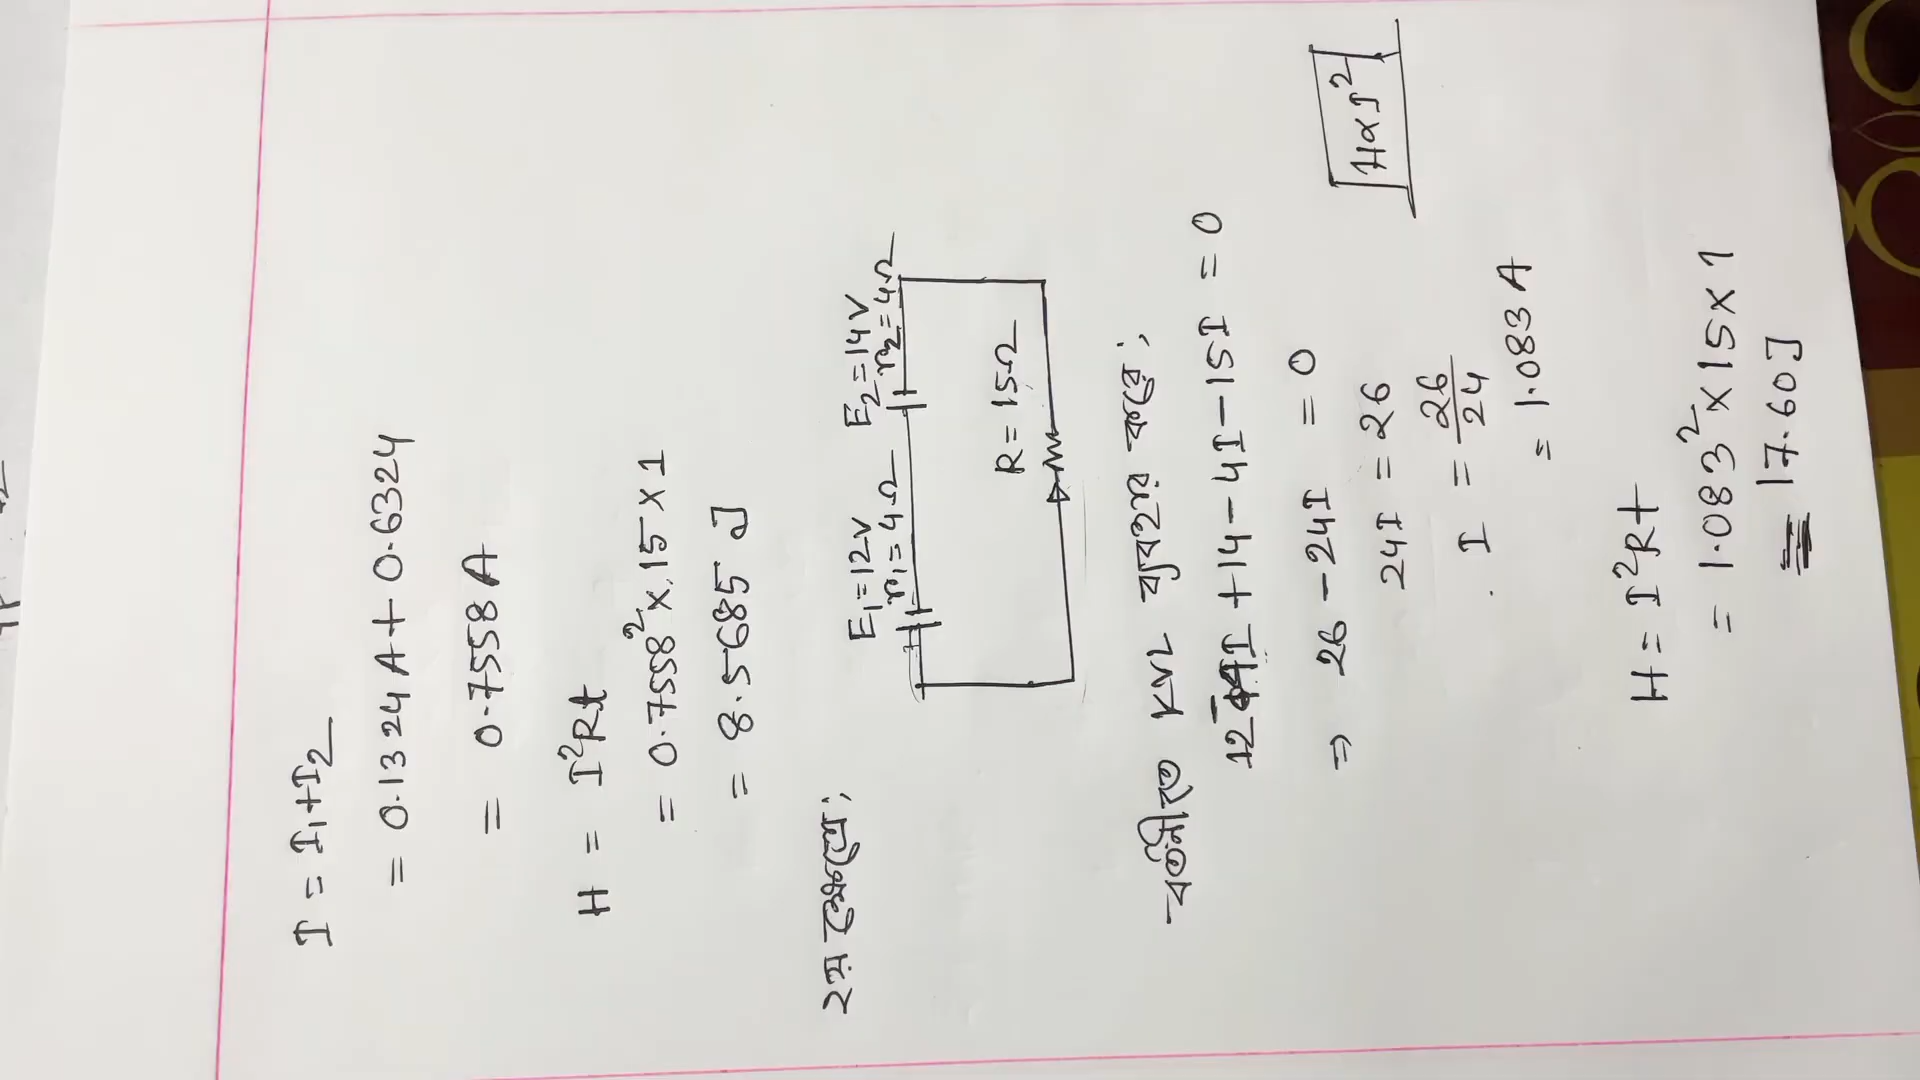 I = I₁+I₂
= 0.1324 A + 0.6324
= 0.7558 A
H = I²Rt
= 0.7558² × 15 × 1
= 8.5685 J
২য় ক্ষেত্রে;
E₁=12V E₂=14V
r₁=4Ω r₂=4Ω
R=15Ω
বর্তনীতে KVL ব্যবহার করে;
12-4I+14-4I-15I = 0
⇒ 26-24I = 0
24I = 26
I = 26/24
= 1.083 A
H∝I²
H = I²Rt
= 1.083² × 15 × 1
= 17.60J